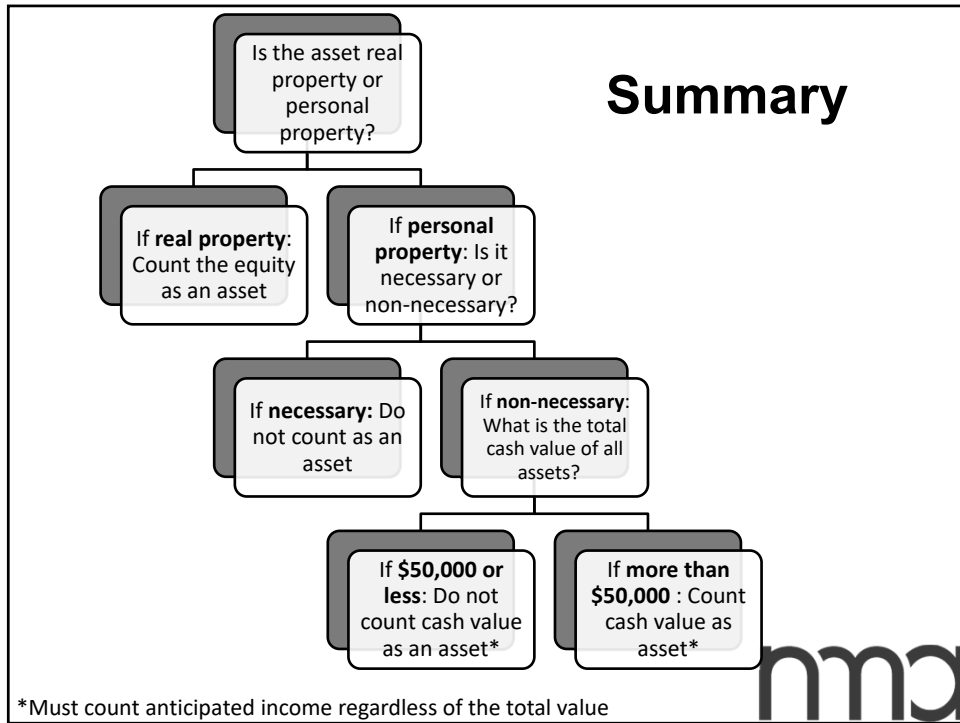 Summary
Is the asset real
property or
personal
property?
If real property:
Count the equity
as an asset
If personal
property: Is it
necessary or
non-necessary?
If necessary: Do
not count as an
asset
If non-necessary:
What is the total
cash value of all
assets?
If $50,000 or
less: Do not
count cash value
as an asset*
If more than
$50,000 : Count
cash value as
asset*
*Must count anticipated income regardless of the total value
nma